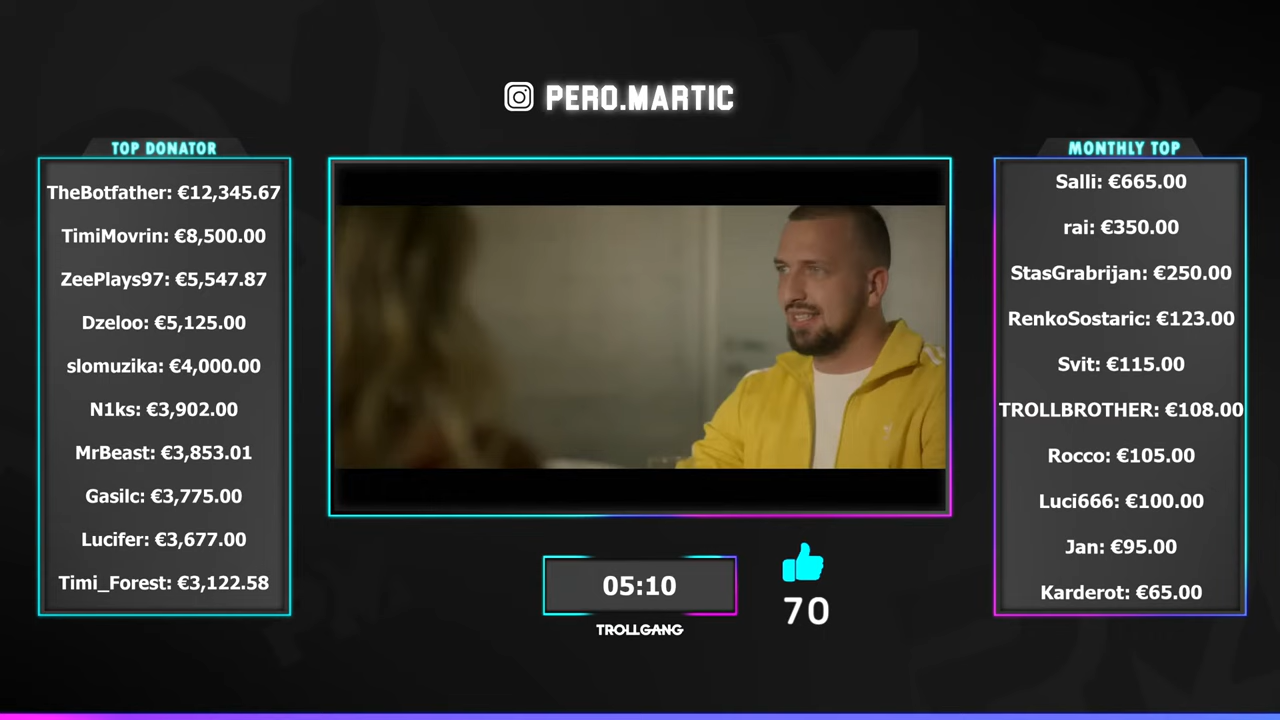 PERO.MARTIC
TOP DONATOR
TheBotfather: €12,345.67
TimiMovrin: €8,500.00
ZeePlays97: €5,547.87
Dzeloo: €5,125.00
slomuzika: €4,000.00
N1ks: €3,902.00
MrBeast: €3,853.01
Gasilc: €3,775.00
Lucifer: €3,677.00
Timi_Forest: €3,122.58
05:10
TROLLGANG
70
MONTHLY TOP
Salli: €665.00
rai: €350.00
StasGrabrijan: €250.00
RenkoSostaric: €123.00
Svit: €115.00
TROLLBROTHER: €108.00
Rocco: €105.00
Luci666: €100.00
Jan: €95.00
Karderot: €65.00